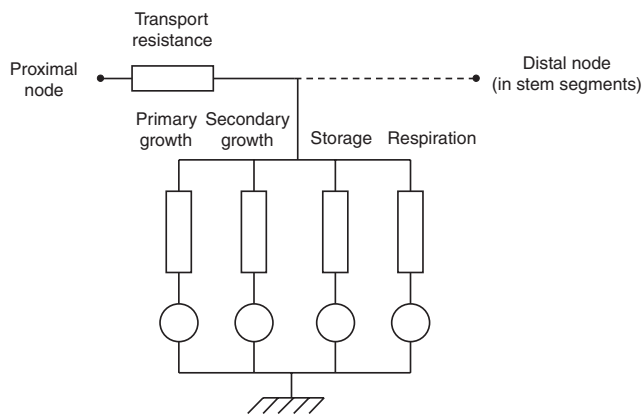 Transport
resistance
Proximal
node
Distal node
(in stem segments)
Primary
growth
Secondary
growth
Storage
Respiration